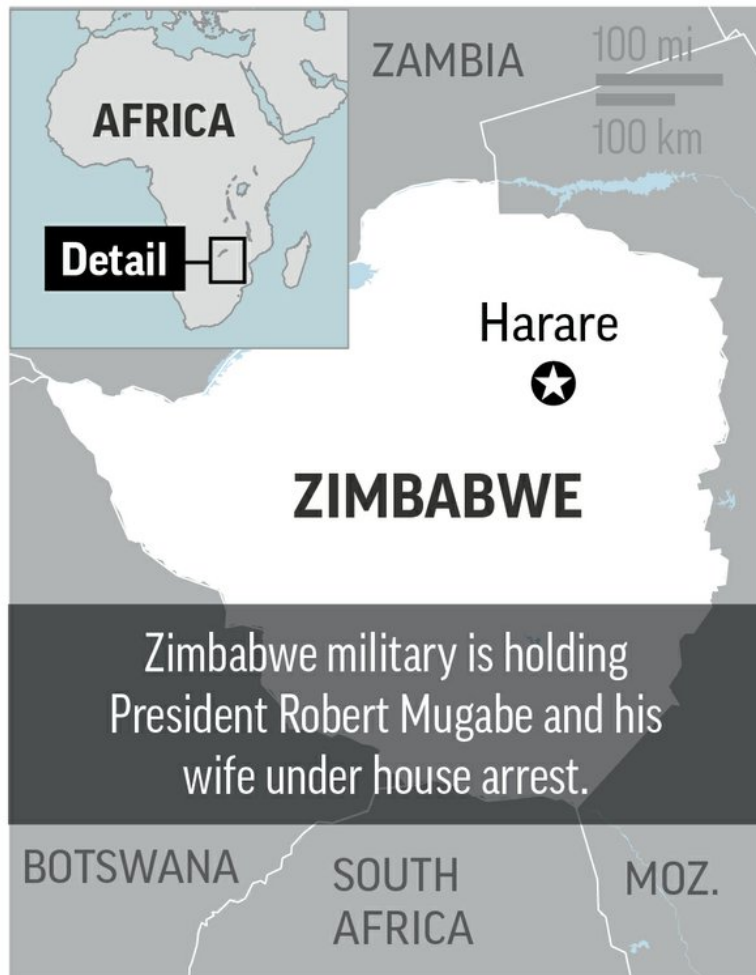 AFRICA
Detail
ZAMBIA
100 mi
100 km
Harare
ZIMBABWE
Zimbabwe military is holding
President Robert Mugabe and his
wife under house arrest.
BOTSWANA
SOUTH
AFRICA
MOZ.